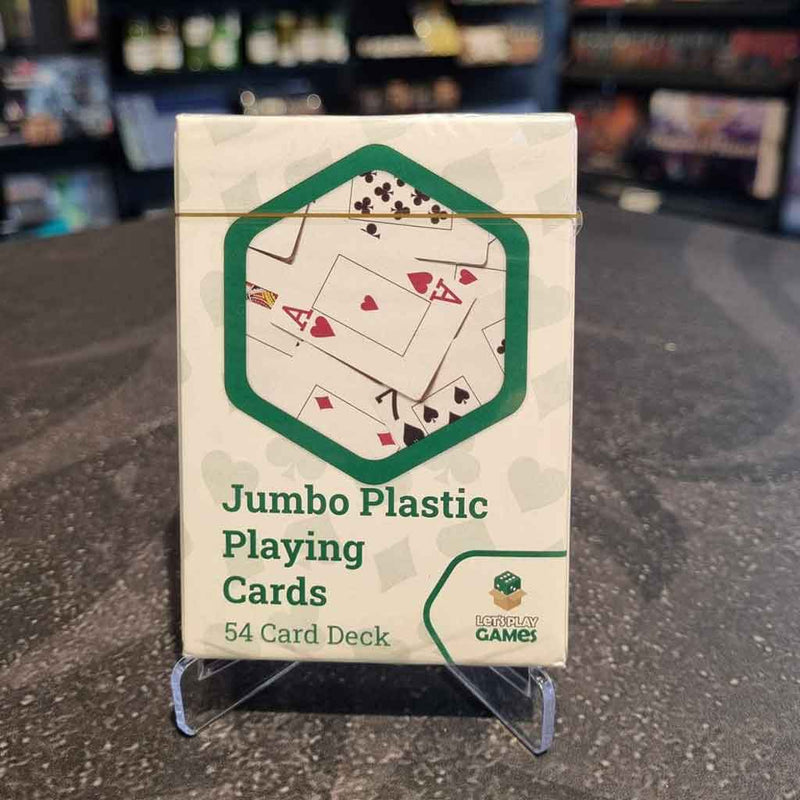 A
A
7
Jumbo Plastic
Playing
Cards
54 Card Deck
LET'S PLAY
GAMES